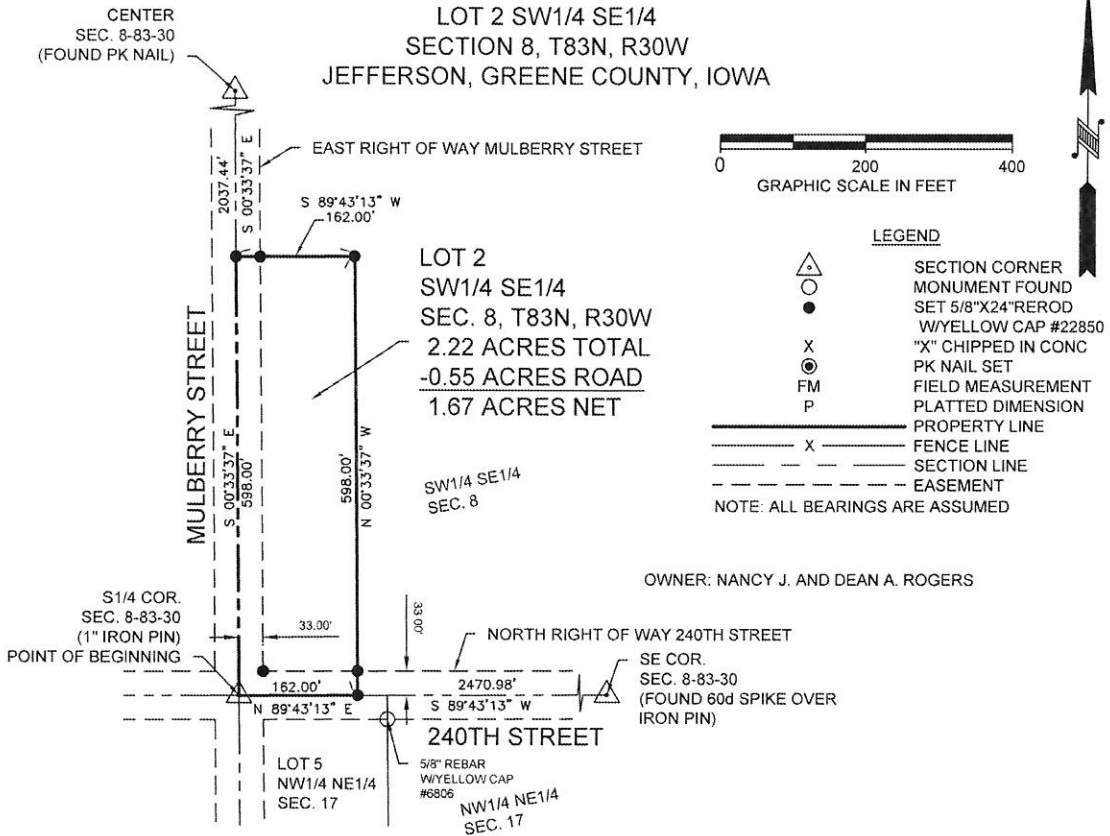 CENTER
SEC. 8-83-30
(FOUND PK NAIL)
LOT 2 SW1/4 SE1/4
SECTION 8, T83N, R30W
JEFFERSON, GREENE COUNTY, IOWA
EAST RIGHT OF WAY MULBERRY STREET
2037.44'
S 00°33'37" E
S 89°43'13" W
162.00'
0 200 400
GRAPHIC SCALE IN FEET
LEGEND
SECTION CORNER
MONUMENT FOUND
SET 5/8"X24"REROD
W/YELLOW CAP #22850
X "X" CHIPPED IN CONC
PK NAIL SET
FM FIELD MEASUREMENT
P PLATTED DIMENSION
PROPERTY LINE
X FENCE LINE
SECTION LINE
EASEMENT
NOTE: ALL BEARINGS ARE ASSUMED
LOT 2
SW1/4 SE1/4
SEC. 8, T83N, R30W
2.22 ACRES TOTAL
-0.55 ACRES ROAD
1.67 ACRES NET
MULBERRY STREET
S 00°33'37" E
598.00'
598.00'
N 00°33'37" W
SW1/4 SE1/4
SEC. 8
OWNER: NANCY J. AND DEAN A. ROGERS
S1/4 COR.
SEC. 8-83-30
(1" IRON PIN)
POINT OF BEGINNING
33.00'
33.00'
NORTH RIGHT OF WAY 240TH STREET
SE COR.
SEC. 8-83-30
(FOUND 60d SPIKE OVER
IRON PIN)
162.00'
N 89°43'13" E
2470.98'
S 89°43'13" W
240TH STREET
LOT 5
NW1/4 NE1/4
SEC. 17
5/8" REBAR
W/YELLOW CAP
#6806
NW1/4 NE1/4
SEC. 17